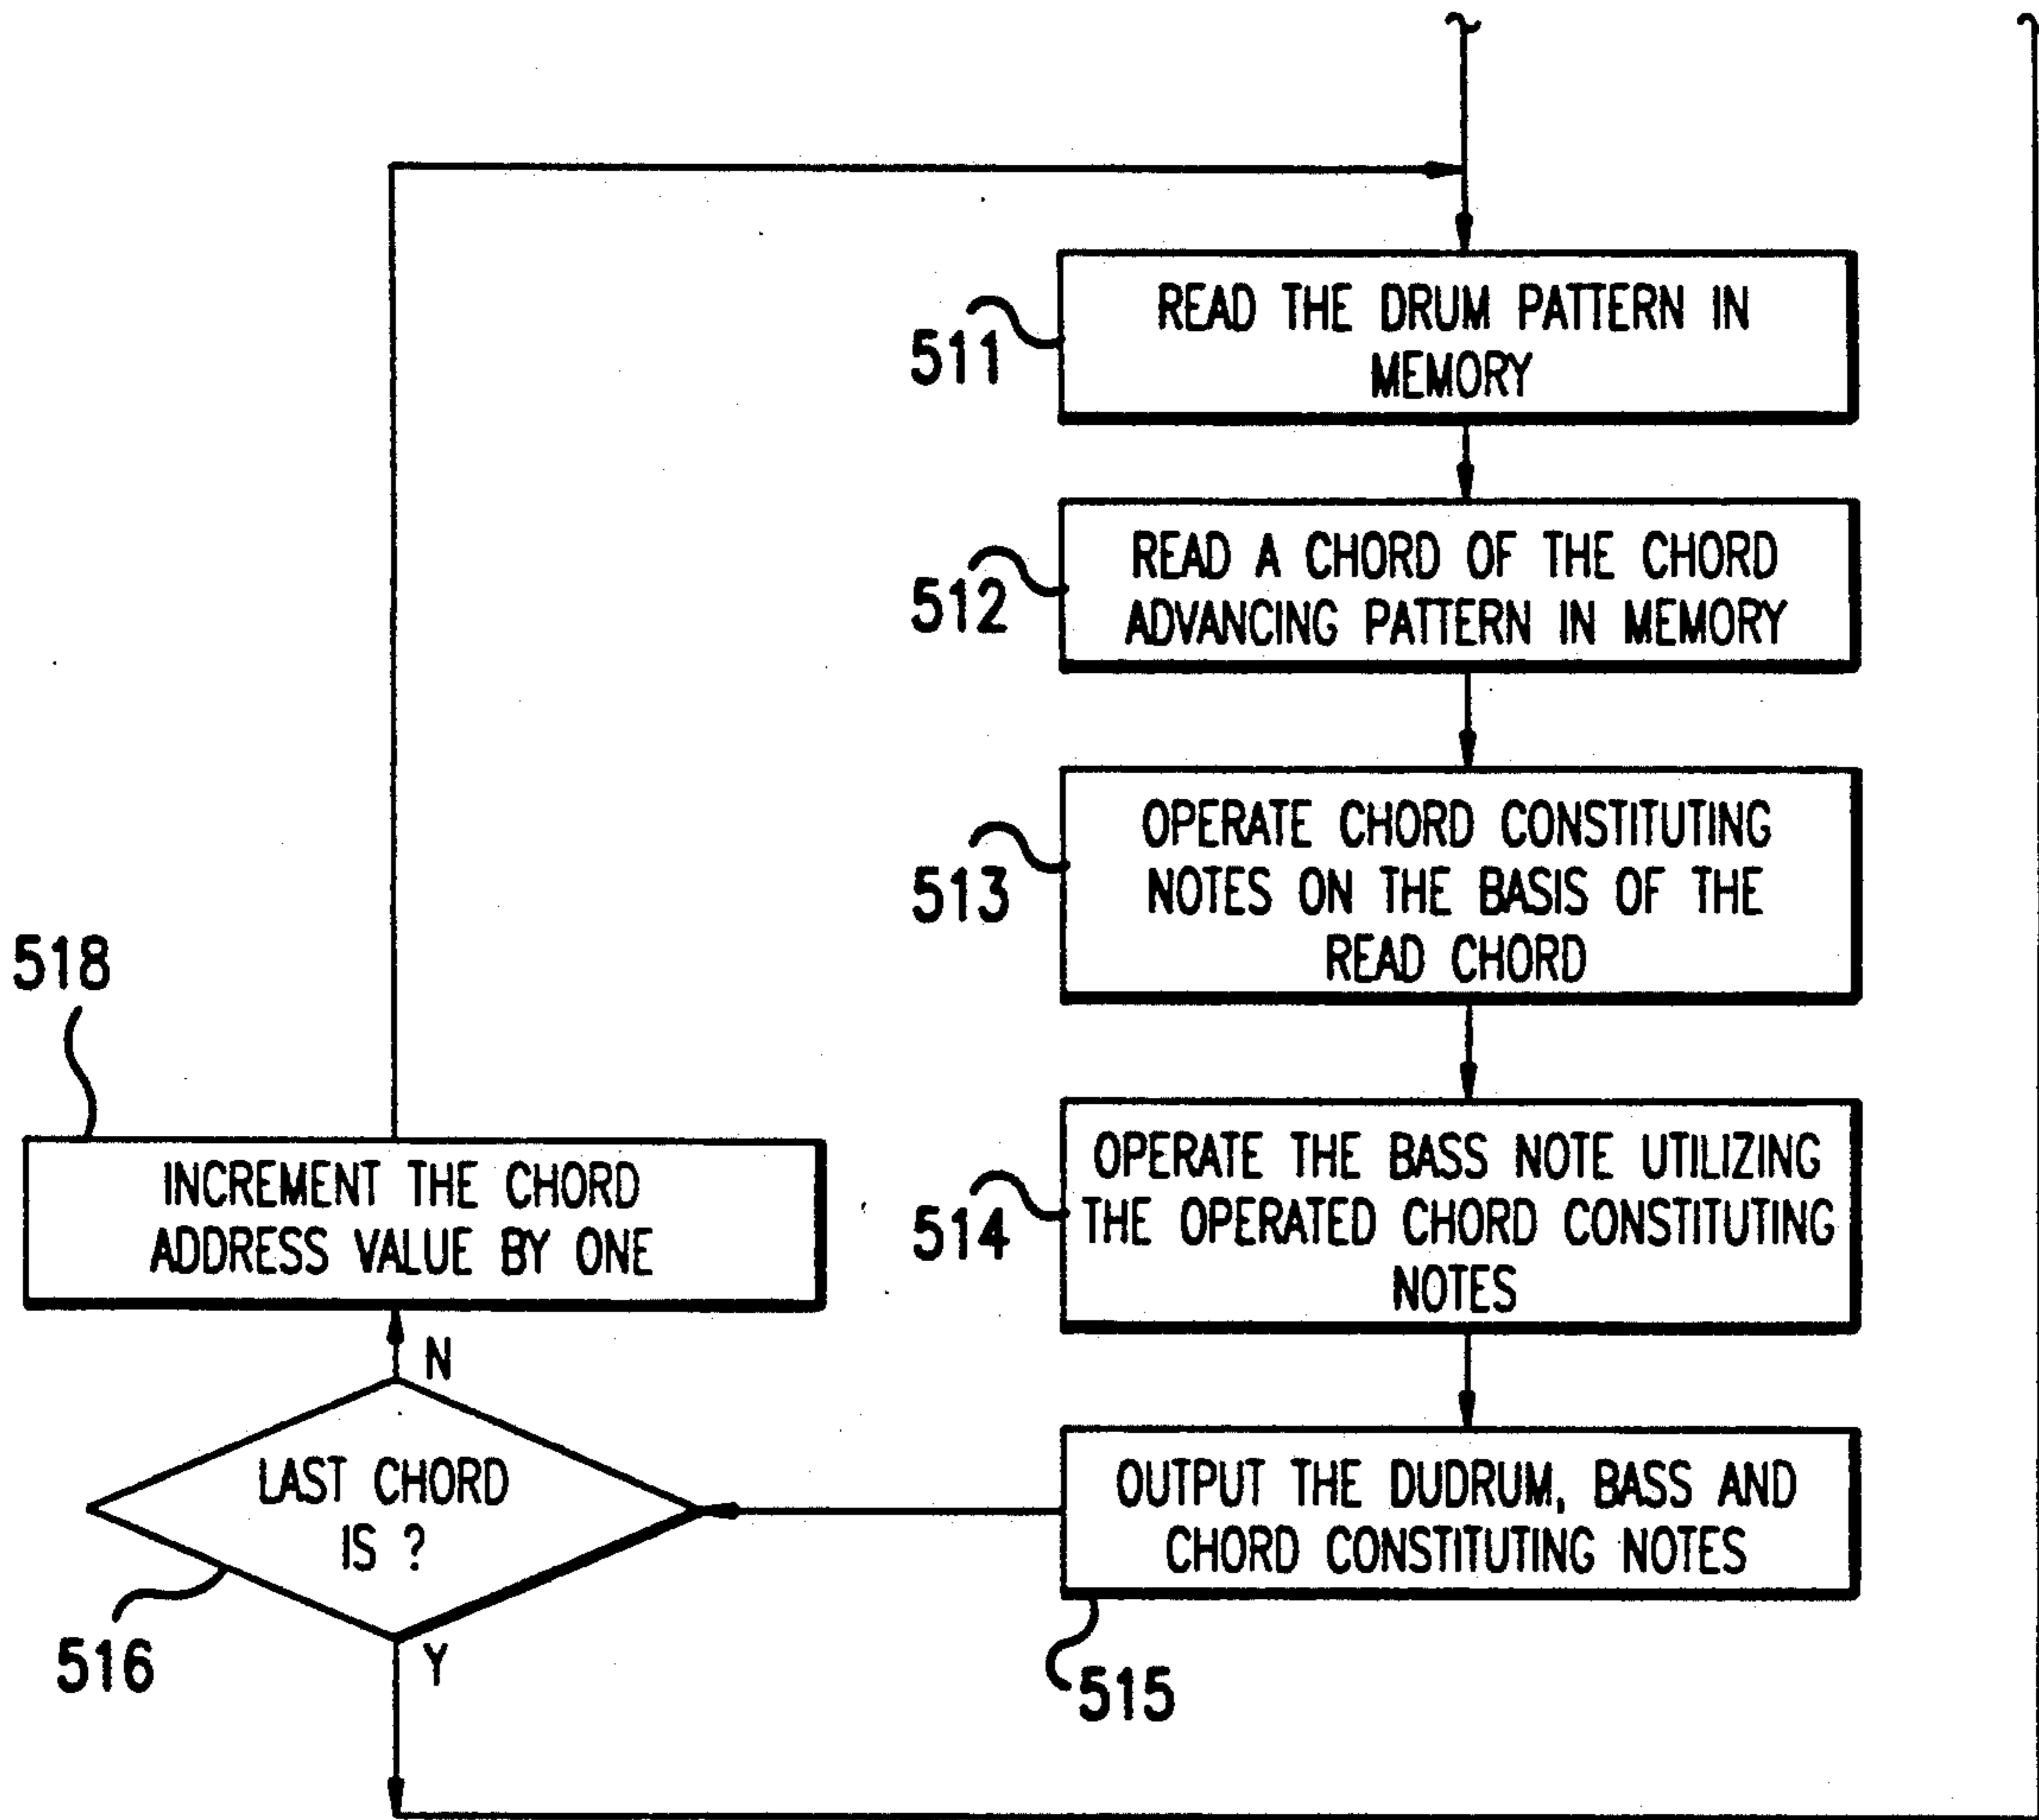 511
READ THE DRUM PATTERN IN
MEMORY
512
READ A CHORD OF THE CHORD
ADVANCING PATTERN IN MEMORY
513
OPERATE CHORD CONSTITUTING
NOTES ON THE BASIS OF THE
READ CHORD
514
OPERATE THE BASS NOTE UTILIZING
THE OPERATED CHORD CONSTITUTING
NOTES
OUTPUT THE DUDRUM, BASS AND
CHORD CONSTITUTING NOTES
515
LAST CHORD
IS ?
516
N
Y
518
INCREMENT THE CHORD
ADDRESS VALUE BY ONE